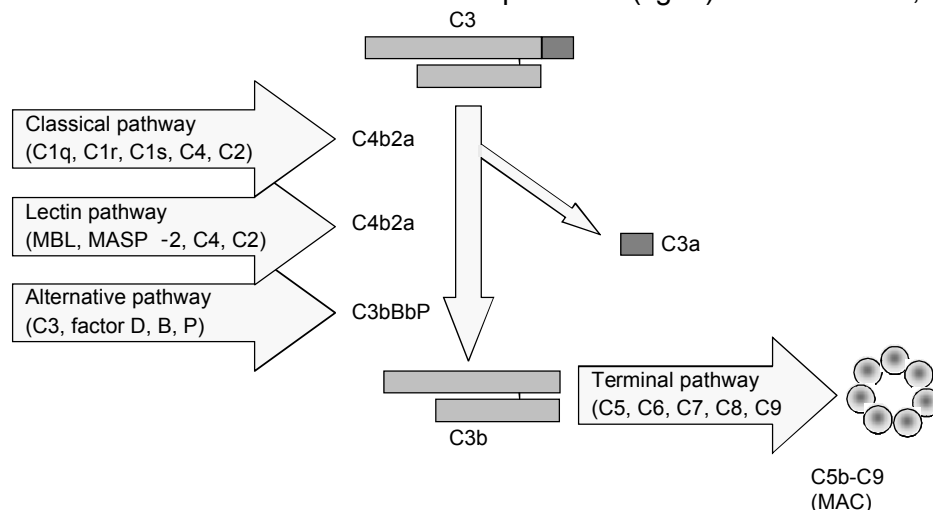 C3
Classical pathway
(C1q, C1r, C1s, C4, C2)
C4b2a
Lectin pathway
(MBL, MASP -2, C4, C2)
C4b2a
C3a
Alternative pathway
(C3, factor D, B, P)
C3bBbP
Terminal pathway
(C5, C6, C7, C8, C9
C3b
C5b-C9
(MAC)